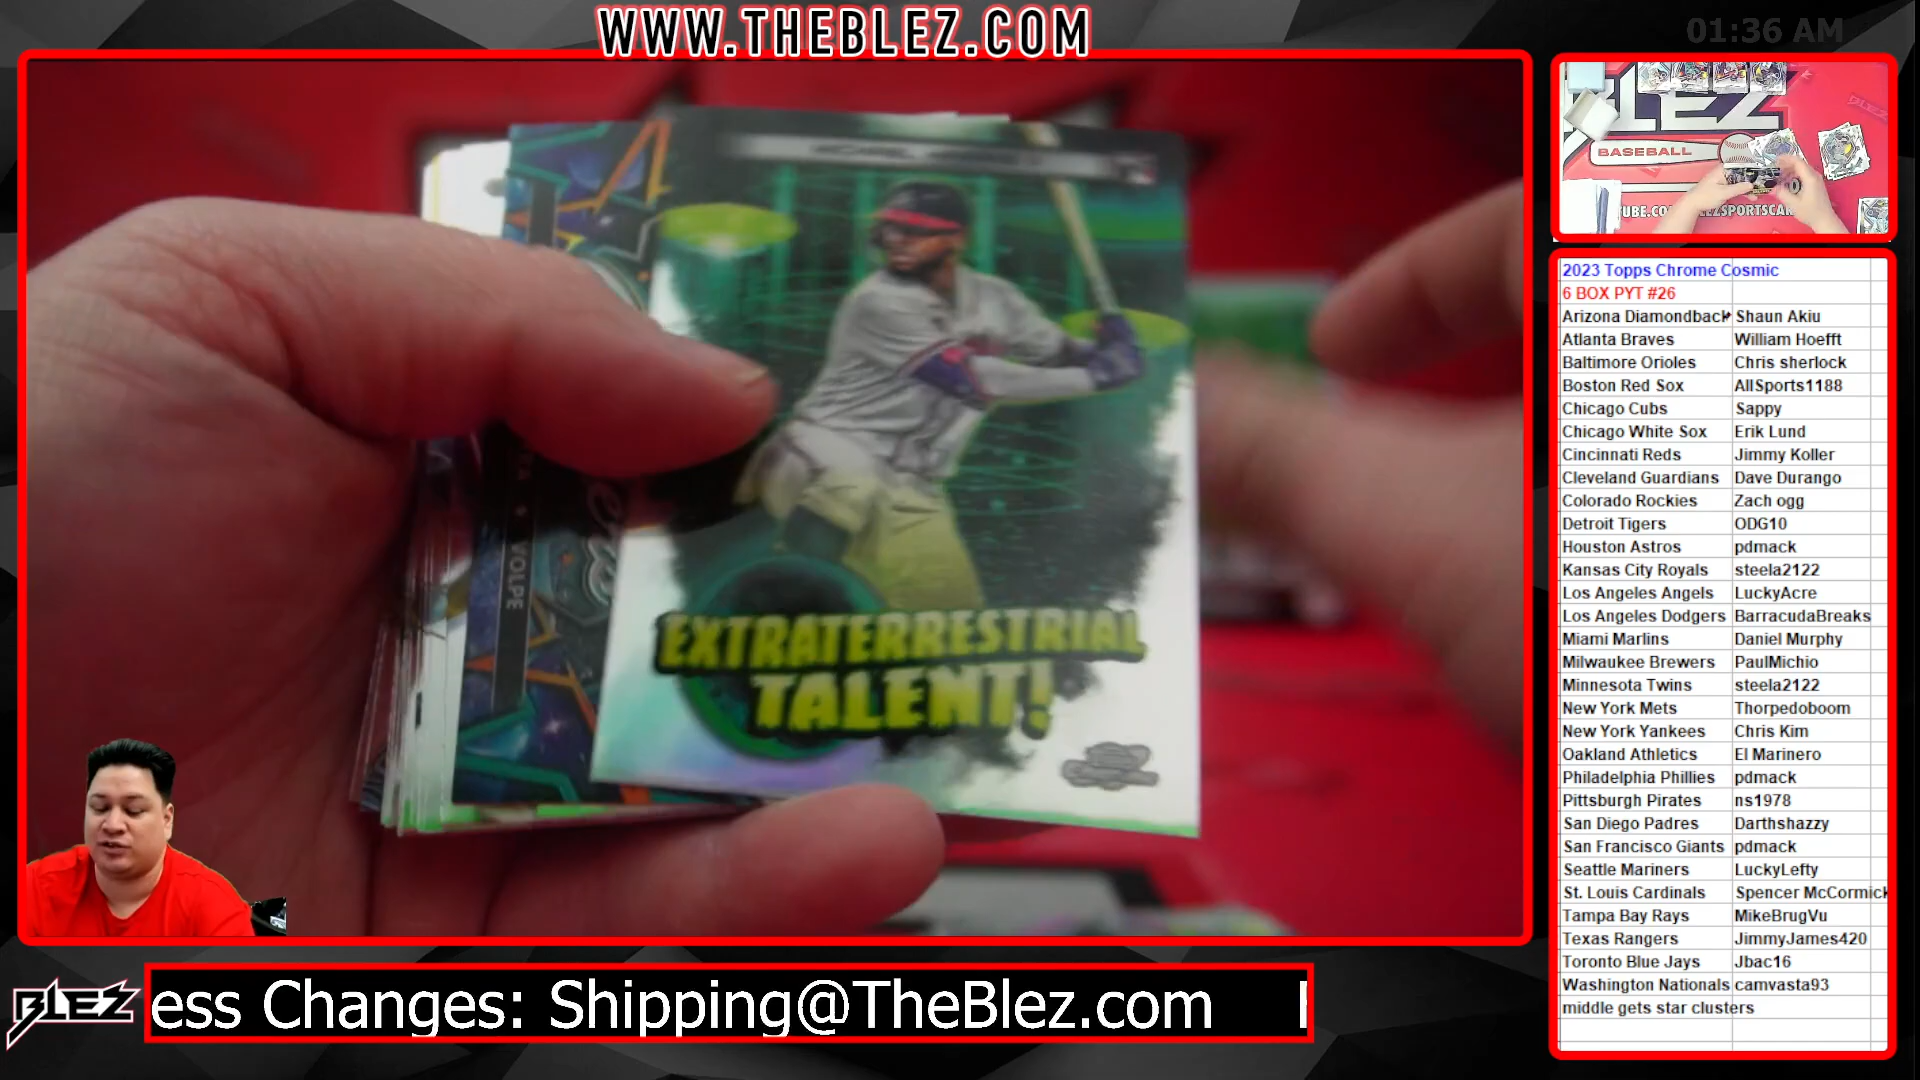 WWW.THEBLEZ.COM
01:36 AM
VOLPE
EXTRATERRESTRIAL
TALENT!
BLEZ
BASEBALL
2023 Topps Chrome Cosmic
6 BOX PYT #26
Arizona Diamondback Shaun Akiu
Atlanta Braves William Hoefft
Baltimore Orioles Chris sherlock
Boston Red Sox AllSports1188
Chicago Cubs Sappy
Chicago White Sox Erik Lund
Cincinnati Reds Jimmy Koller
Cleveland Guardians Dave Durango
Colorado Rockies Zach ogg
Detroit Tigers ODG10
Houston Astros pdmack
Kansas City Royals steela2122
Los Angeles Angels LuckyAcre
Los Angeles Dodgers BarracudaBreaks
Miami Marlins Daniel Murphy
Milwaukee Brewers PaulMichio
Minnesota Twins steela2122
New York Mets Thorpedoboom
New York Yankees Chris Kim
Oakland Athletics El Marinero
Philadelphia Phillies pdmack
Pittsburgh Pirates ns1978
San Diego Padres Darthshazzy
San Francisco Giants pdmack
Seattle Mariners LuckyLefty
St. Louis Cardinals Spencer McCormick
Tampa Bay Rays MikeBrugVu
Texas Rangers JimmyJames420
Toronto Blue Jays Jbac16
Washington Nationals camvasta93
middle gets star clusters
BLEZ
ess Changes: Shipping@TheBlez.com